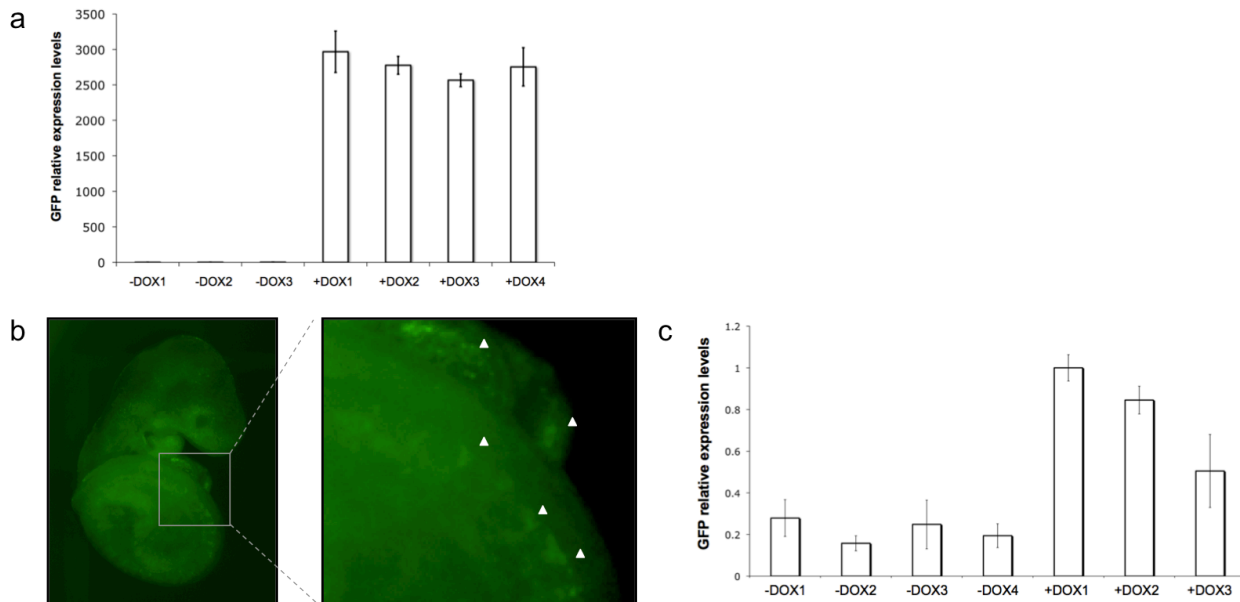 a
GFP relative expression levels
3500
3000
2500
2000
1500
1000
500
0
-DOX1 -DOX2 -DOX3 +DOX1 +DOX2 +DOX3 +DOX4
b
c
GFP relative expression levels
1.2
1
0.8
0.6
0.4
0.2
0
-DOX1 -DOX2 -DOX3 -DOX4 +DOX1 +DOX2 +DOX3